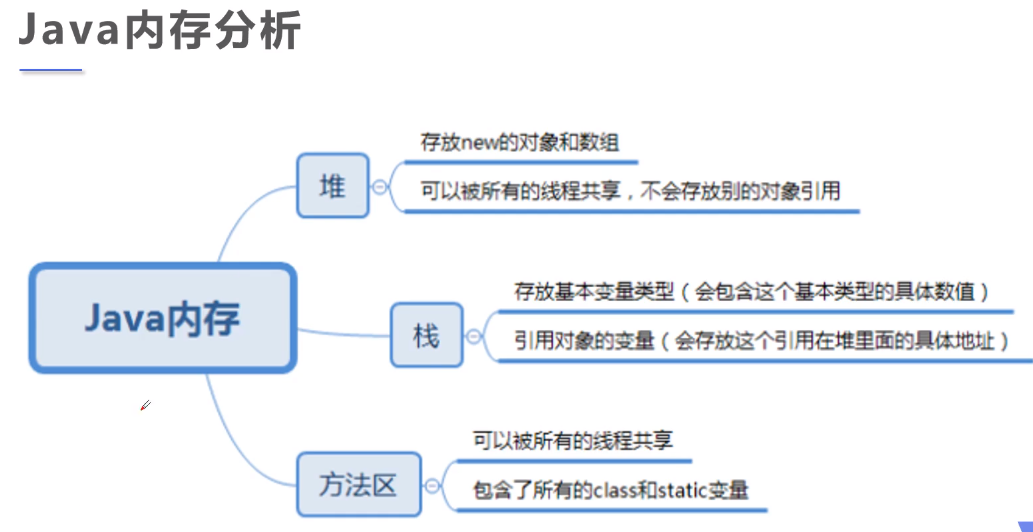 Java内存分析
存放new的对象和数组
堆
可以被所有的线程共享，不会存放别的对象引用
存放基本变量类型（会包含这个基本类型的具体数值）
Java内存
栈
引用对象的变量（会存放这个引用在堆里面的具体地址）
可以被所有的线程共享
方法区
包含了所有的class和static变量